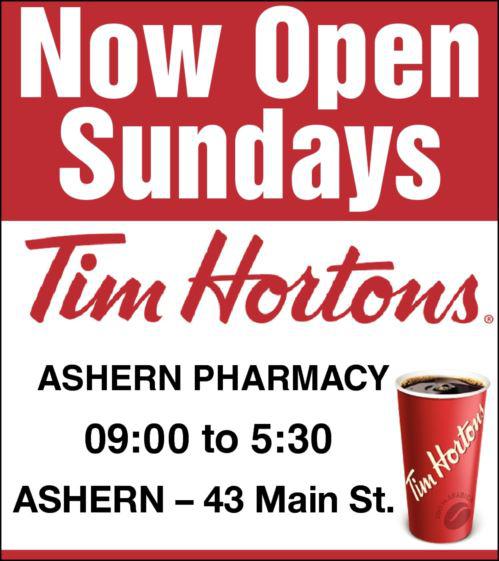 Now Open
Sundays
Tim Hortons®
ASHERN PHARMACY
09:00 to 5:30
ASHERN – 43 Main St.
Tim Hortons